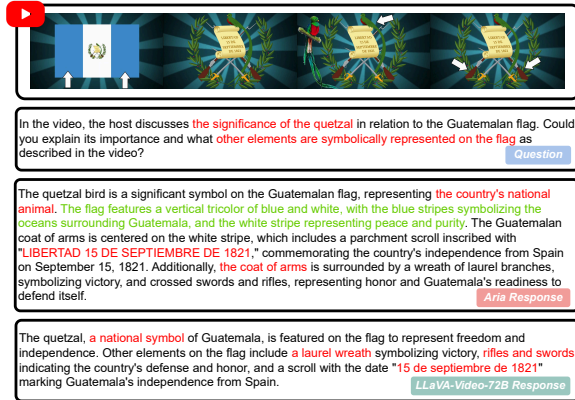 LIBERTAD
15 DE
SEPTIEMBRE
DE 1821
In the video, the host discusses the significance of the quetzal in relation to the Guatemalan flag. Could
you explain its importance and what other elements are symbolically represented on the flag as
described in the video?
Question
The quetzal bird is a significant symbol on the Guatemalan flag, representing the country's national
animal. The flag features a vertical tricolor of blue and white, with the blue stripes symbolizing the
oceans surrounding Guatemala, and the white stripe representing peace and purity. The Guatemalan
coat of arms is centered on the white stripe, which includes a parchment scroll inscribed with
"LIBERTAD 15 DE SEPTIEMBRE DE 1821," commemorating the country's independence from Spain
on September 15, 1821. Additionally, the coat of arms is surrounded by a wreath of laurel branches,
symbolizing victory, and crossed swords and rifles, representing honor and Guatemala's readiness to
defend itself.
Aria Response
The quetzal, a national symbol of Guatemala, is featured on the flag to represent freedom and
independence. Other elements on the flag include a laurel wreath symbolizing victory, rifles and swords
indicating the country's defense and honor, and a scroll with the date "15 de septiembre de 1821"
marking Guatemala's independence from Spain.
LLaVA-Video-72B Response